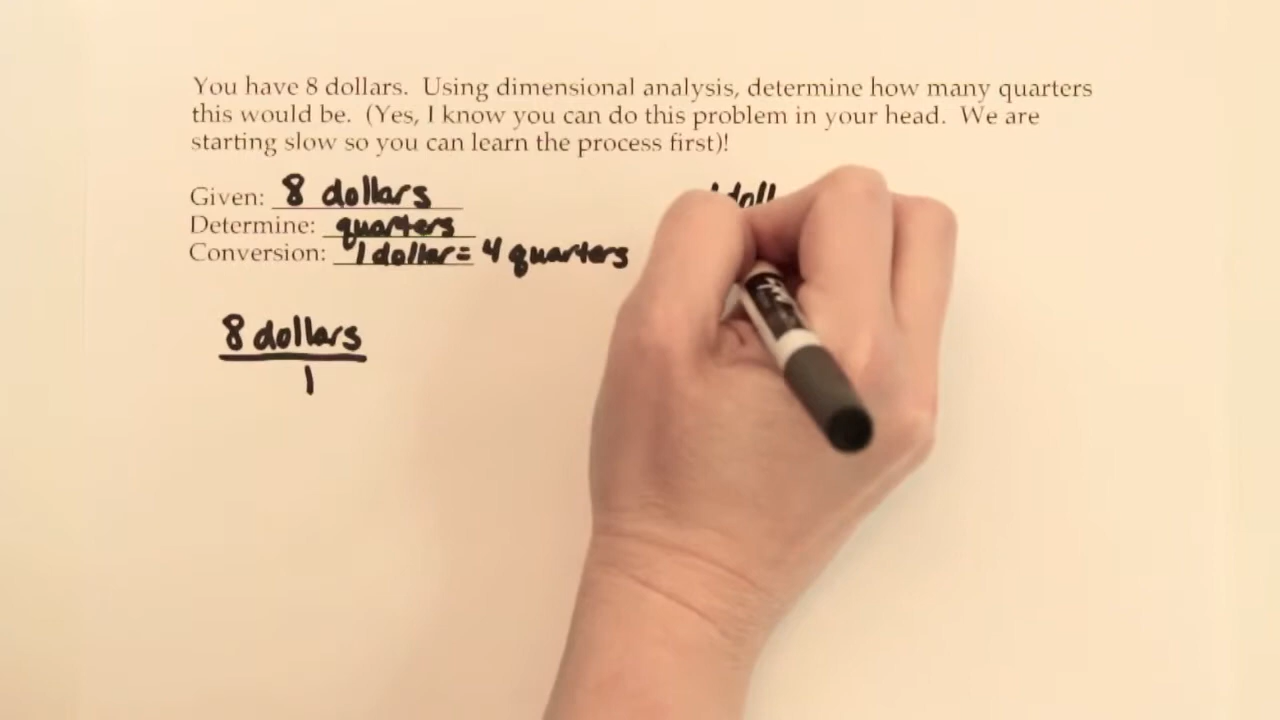 You have 8 dollars. Using dimensional analysis, determine how many quarters
this would be. (Yes, I know you can do this problem in your head. We are
starting slow so you can learn the process first)!
Given: 8 dollars
Determine: quarters
Conversion: 1 dollar = 4 quarters
8 dollars
1